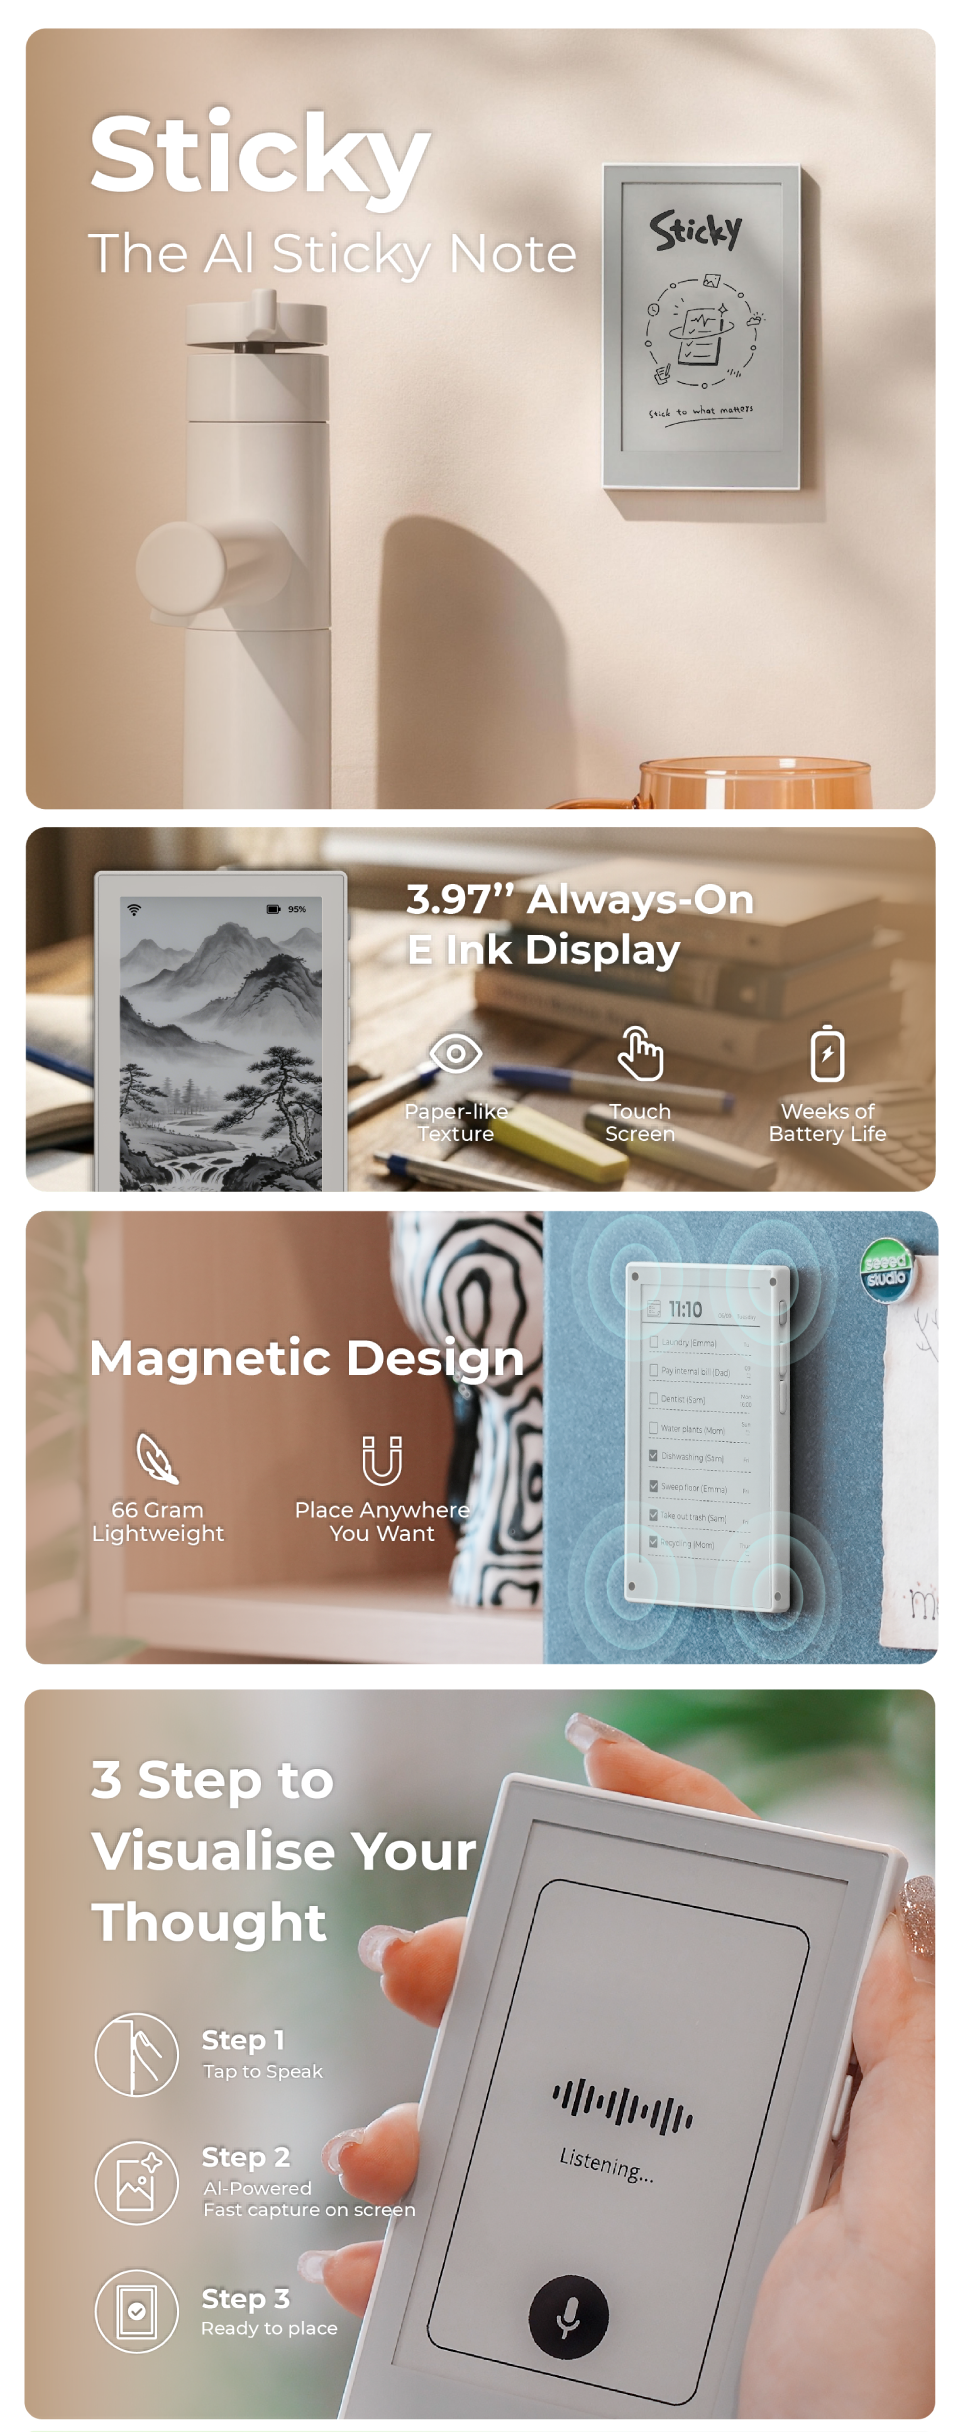 Sticky
The AI Sticky Note
Sticky
Stick to what matters
95%
3.97’’ Always-On
E Ink Display
Paper-like
Texture
Touch
Screen
Weeks of
Battery Life
Magnetic Design
66 Gram
Lightweight
Place Anywhere
You Want
11:10
Laundry (Emma)
Pay internal bill (Dad)
Dentist (Sam)
Water plants (Mom)
Dishwashing (Sam)
Sweep floor (Emma)
Take out trash (Sam)
Recycling (Mom)
seeed
studio
3 Step to
Visualise Your
Thought
Step 1
Tap to Speak
Step 2
AI-Powered
Fast capture on screen
Step 3
Ready to place
Listening...